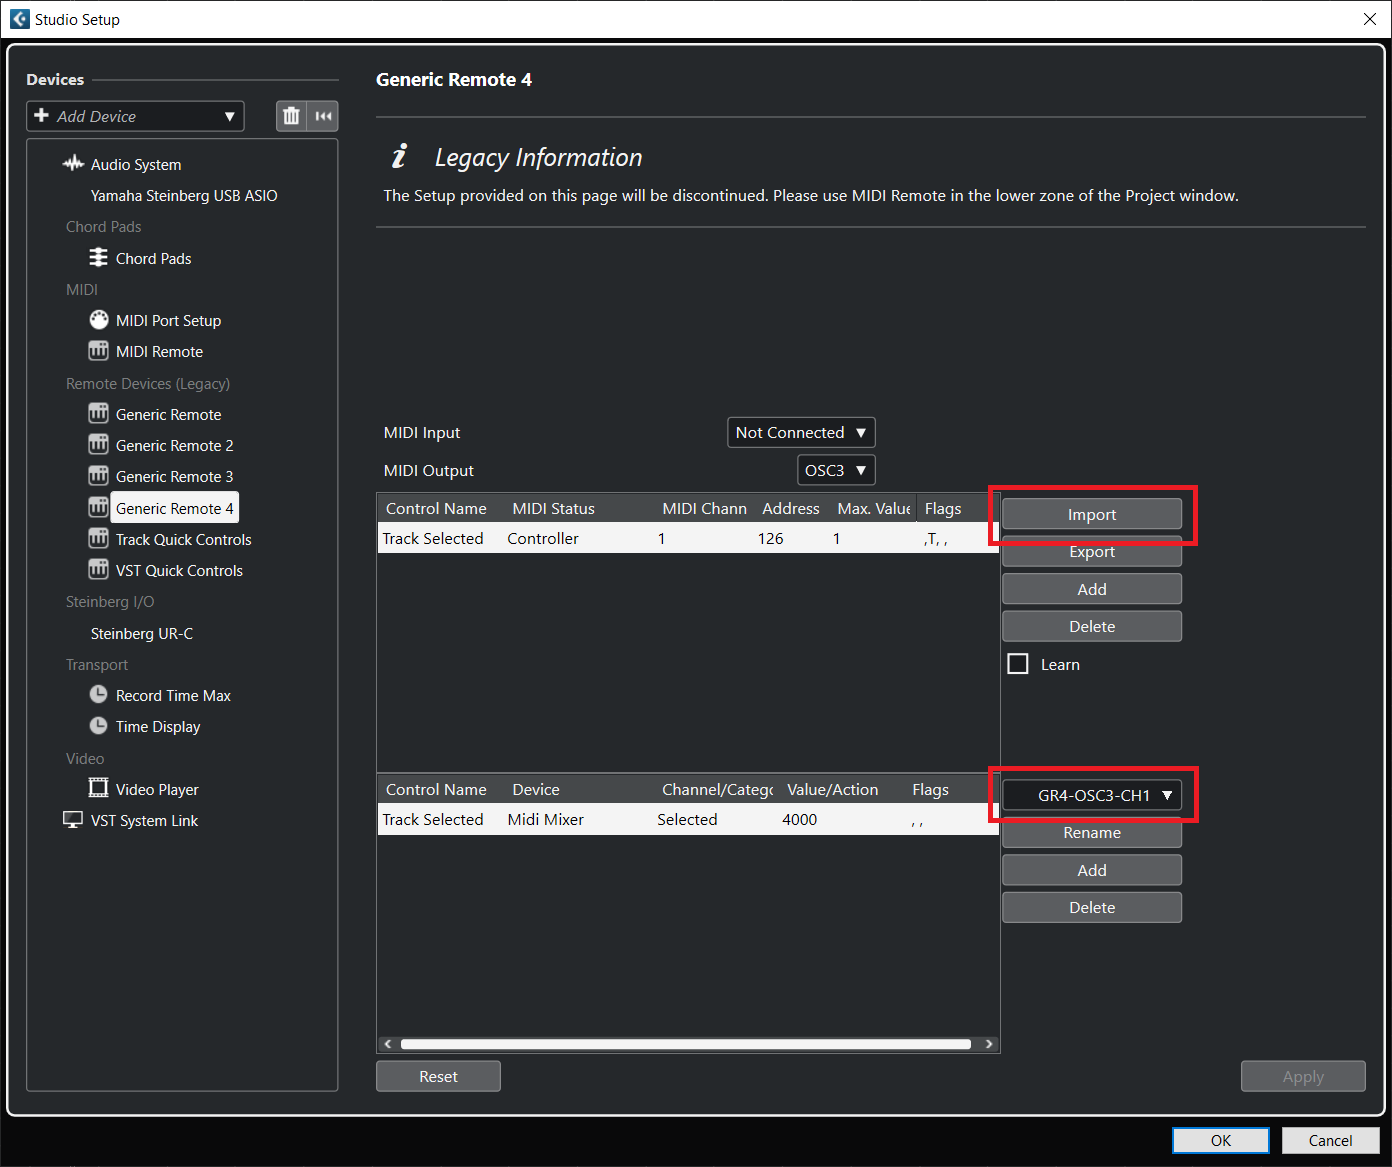 Studio Setup
Devices
Add Device
Audio System
Yamaha Steinberg USB ASIO
Chord Pads
Chord Pads
MIDI
MIDI Port Setup
MIDI Remote
Remote Devices (Legacy)
Generic Remote
Generic Remote 2
Generic Remote 3
Generic Remote 4
Track Quick Controls
VST Quick Controls
Steinberg I/O
Steinberg UR-C
Transport
Record Time Max
Time Display
Video
Video Player
VST System Link
Generic Remote 4
i Legacy Information
The Setup provided on this page will be discontinued. Please use MIDI Remote in the lower zone of the Project window.
MIDI Input Not Connected
MIDI Output OSC3
Control Name MIDI Status MIDI Chann Address Max. Value Flags
Track Selected Controller 1 126 1 ,T, ,
Import
Export
Add
Delete
Learn
Control Name Device Channel/Catego Value/Action Flags
Track Selected Midi Mixer Selected 4000 , ,
GR4-OSC3-CH1
Rename
Add
Delete
Reset
Apply
OK Cancel